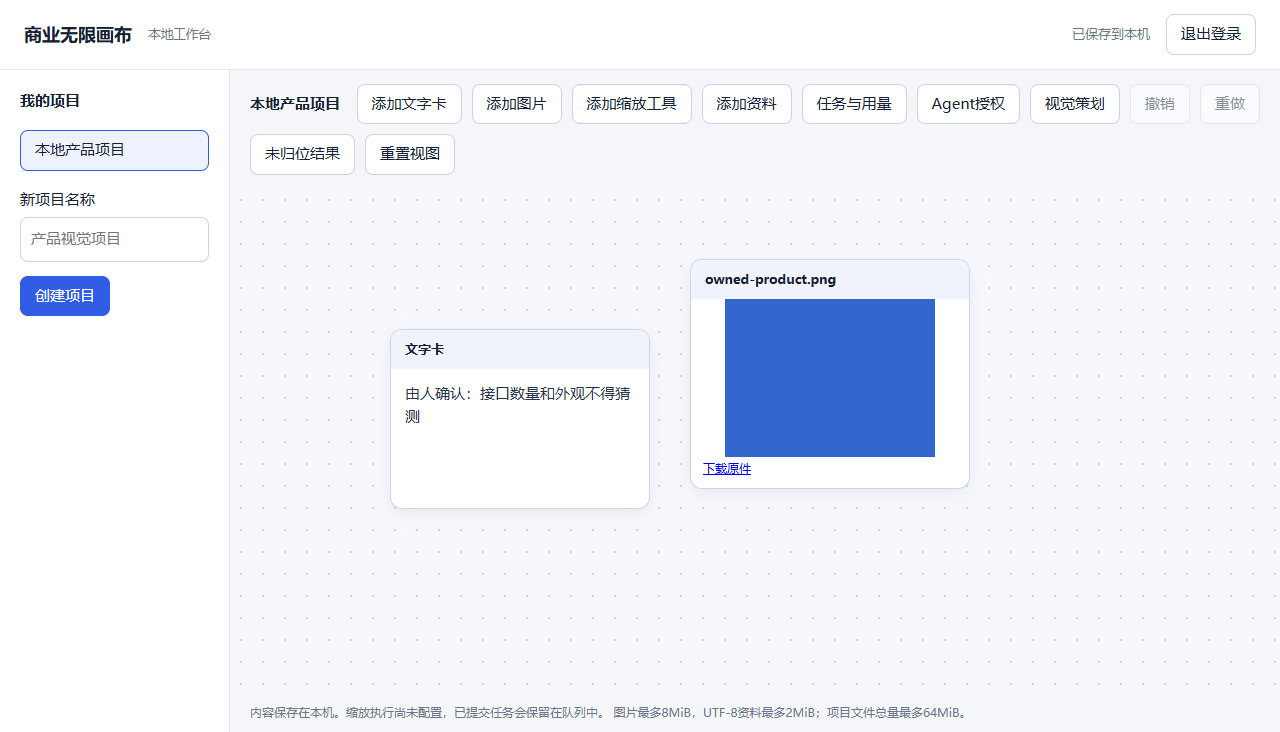 商业无限画布 本地工作台 已保存到本机 退出登录
我的项目
本地产品项目
新项目名称
产品视觉项目
创建项目
本地产品项目 添加文字卡 添加图片 添加缩放工具 添加资料 任务与用量 Agent授权 视觉策划 撤销 重做
未归位结果 重置视图
文字卡
由人确认：接口数量和外观不得猜
测
owned-product.png
下载原件
内容保存在本机。缩放执行尚未配置，已提交任务会保留在队列中。 图片最多8MiB，UTF-8资料最多2MiB；项目文件总量最多64MiB。